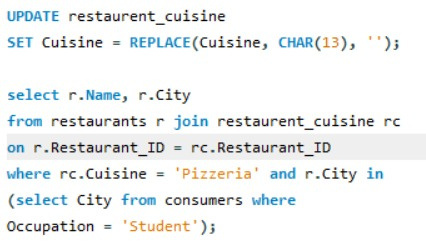 UPDATE restaurent_cuisine
SET Cuisine = REPLACE(Cuisine, CHAR(13), '');
select r.Name, r.City
from restaurants r join restaurent_cuisine rc
on r.Restaurant_ID = rc.Restaurant_ID
where rc.Cuisine = 'Pizzeria' and r.City in
(select City from consumers where
Occupation = 'Student');